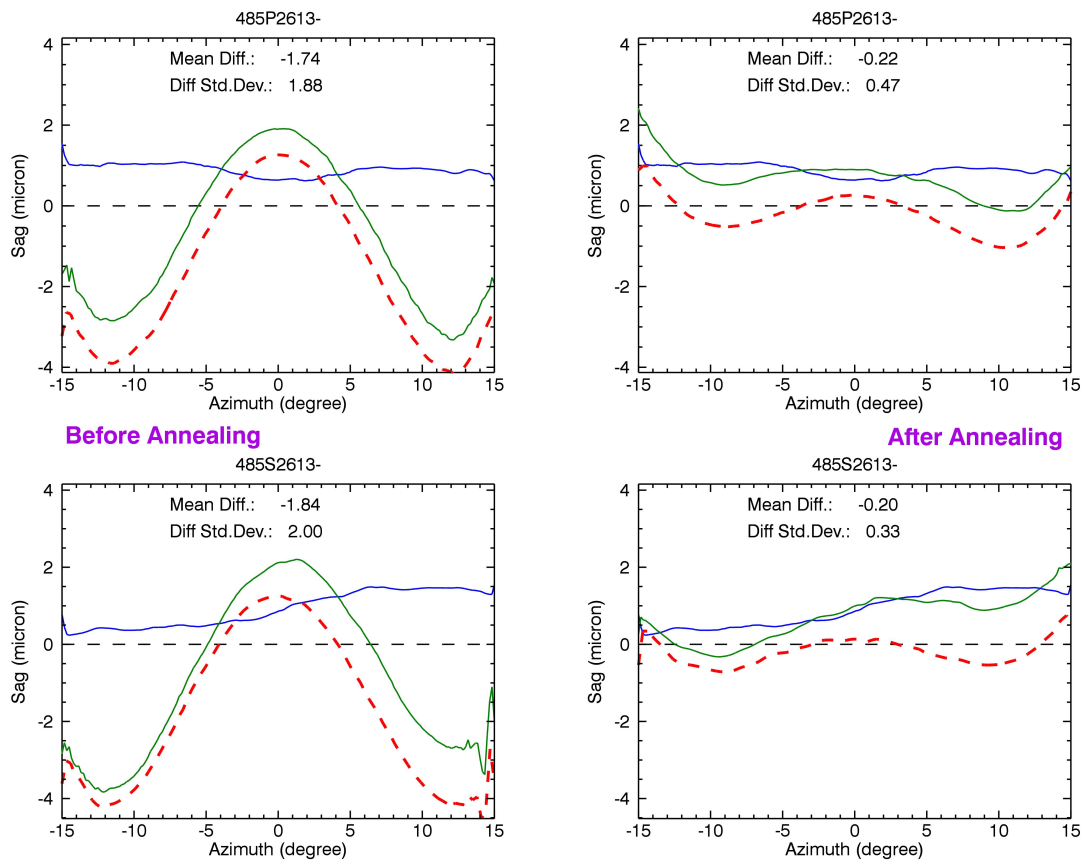 485P2613-
Mean Diff.: -1.74
Diff Std.Dev.: 1.88
4
2
0
-2
-4
Sag (micron)
-15 -10 -5 0 5 10 15
Azimuth (degree)
485P2613-
Mean Diff.: -0.22
Diff Std.Dev.: 0.47
4
2
0
-2
-4
Sag (micron)
-15 -10 -5 0 5 10 15
Azimuth (degree)
Before Annealing
After Annealing
485S2613-
Mean Diff.: -1.84
Diff Std.Dev.: 2.00
4
2
0
-2
-4
Sag (micron)
-15 -10 -5 0 5 10 15
Azimuth (degree)
485S2613-
Mean Diff.: -0.20
Diff Std.Dev.: 0.33
4
2
0
-2
-4
Sag (micron)
-15 -10 -5 0 5 10 15
Azimuth (degree)